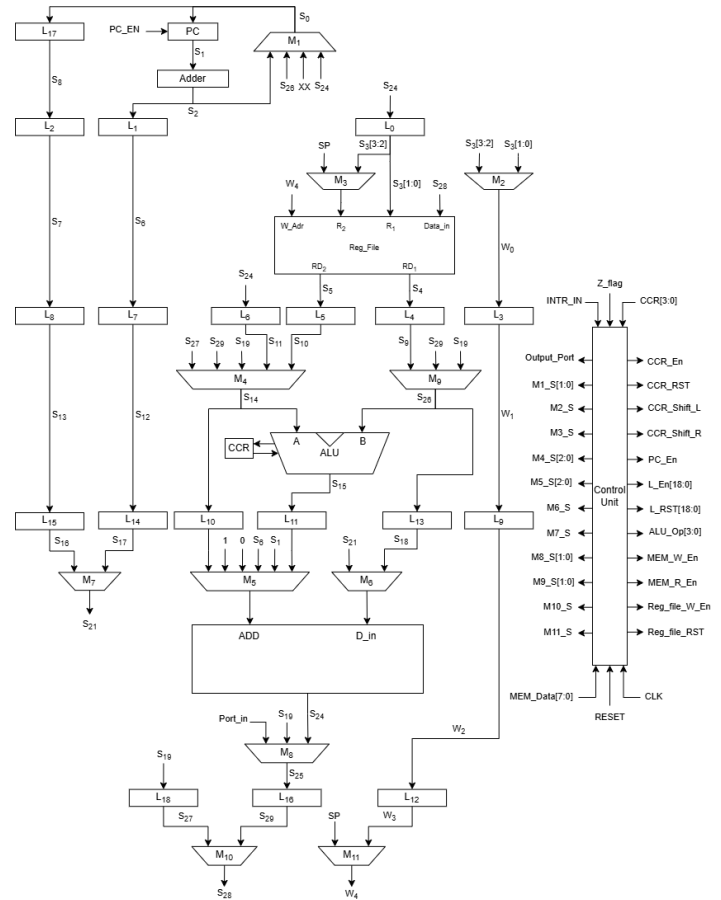 S0
L17
PC_EN
PC
M1
S1
Adder
S26
XX
S24
S8
S2
S24
L2
L1
L0
S3[3:2]
S3[3:2]
S3[1:0]
SP
M3
M2
S3[1:0]
W4
S28
W_Adr
R2
R1
Data_in
S7
S6
Reg_File
W0
RD2
RD1
S24
S5
S4
Z_flag
INTR_IN
CCR[3:0]
L8
L7
L6
L5
L4
L3
S27
S29
S19
S11
S10
S9
S29
S19
Output_Port
CCR_En
M4
M9
M1_S[1:0]
CCR_RST
S14
S26
M2_S
CCR_Shift_L
S13
S12
W1
M3_S
CCR_Shift_R
CCR
A
B
ALU
M4_S[2:0]
PC_En
S15
M5_S[2:0]
L_En[18:0]
Control
Unit
M6_S
L_RST[18:0]
L15
L14
L10
L11
L13
L9
M7_S
ALU_Op[3:0]
S16
S17
1
0
S6
S1
S21
S18
M8_S[1:0]
MEM_W_En
M7
M5
M6
M9_S[1:0]
MEM_R_En
S21
M10_S
Reg_file_W_En
ADD
D_in
M11_S
Reg_file_RST
MEM_Data[7:0]
CLK
RESET
Port_in
S19
S24
W2
M8
S19
S25
L18
L16
L12
S27
S29
SP
W3
M10
M11
S28
W4